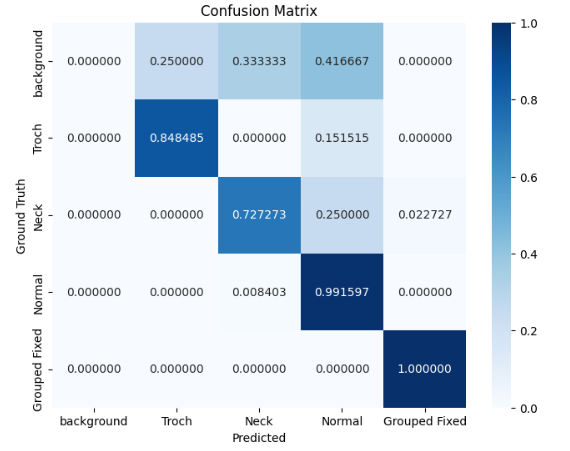 Confusion Matrix
Ground Truth
background 0.000000 0.250000 0.333333 0.416667 0.000000
Troch 0.000000 0.848485 0.000000 0.151515 0.000000
Neck 0.000000 0.000000 0.727273 0.250000 0.022727
Normal 0.000000 0.000000 0.008403 0.991597 0.000000
Grouped Fixed 0.000000 0.000000 0.000000 0.000000 1.000000
background Troch Neck Normal Grouped Fixed
Predicted
1.0
0.8
0.6
0.4
0.2
0.0